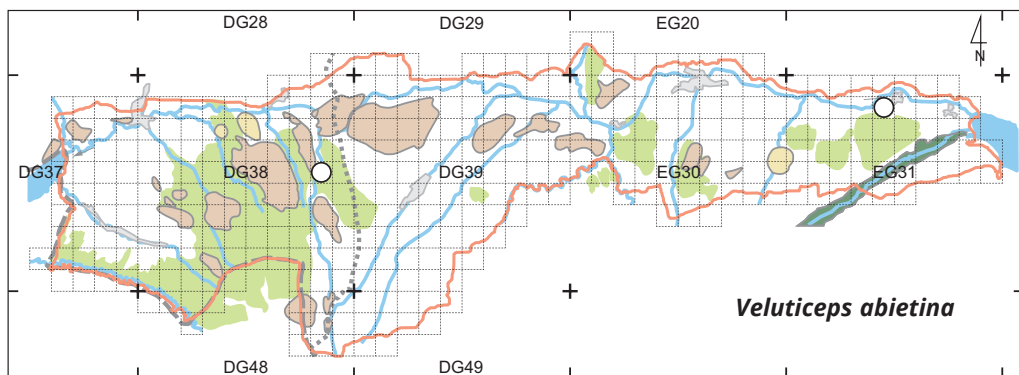 DG28 DG29 EG20
N
DG37 DG38 DG39 EG30 EG31
Veluticeps abietina
DG48 DG49